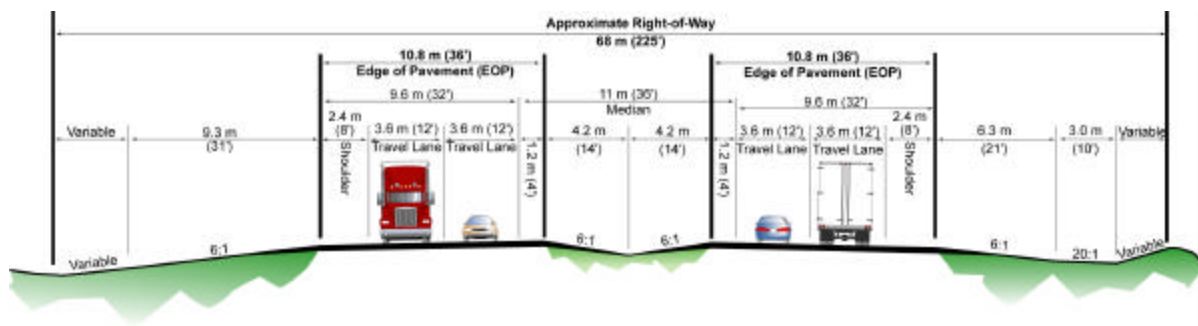 Approximate Right-of-Way
68 m (225')
10.8 m (36')
Edge of Pavement (EOP)
10.8 m (36')
Edge of Pavement (EOP)
9.6 m (32')
11 m (36')
Median
9.6 m (32')
Variable
9.3 m
(31')
2.4 m
(8')
Shoulder
3.6 m (12')
Travel Lane
3.6 m (12')
Travel Lane
1.2 m (4')
4.2 m
(14')
4.2 m
(14')
1.2 m (4')
3.6 m (12')
Travel Lane
3.6 m (12')
Travel Lane
2.4 m
(8')
Shoulder
6.3 m
(21')
3.0 m
(10')
Variable
Variable
6:1
6:1
6:1
6:1
20:1
Variable